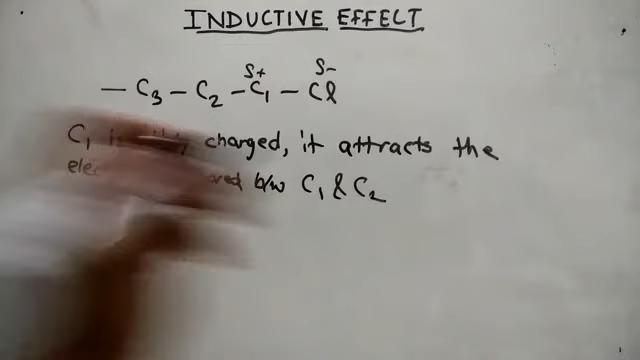 INDUCTIVE EFFECT
δ+ δ-
— C₃ — C₂ — C₁ — Cl
C₁ charged, it attracts the
b/w C₁ & C₂